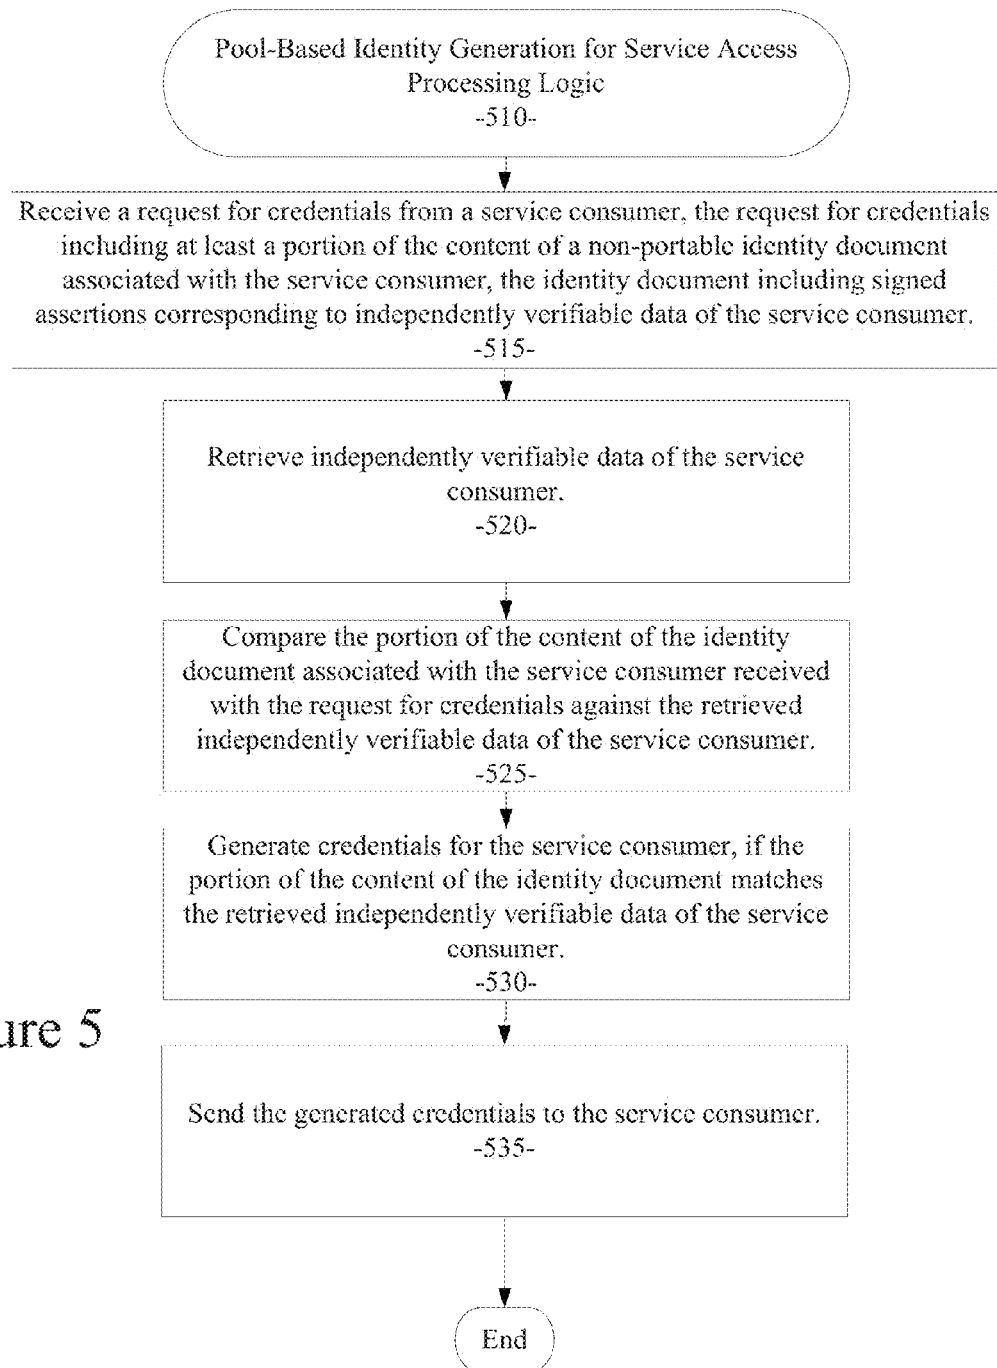 Pool-Based Identity Generation for Service Access
Processing Logic
-510-
Receive a request for credentials from a service consumer, the request for credentials
including at least a portion of the content of a non-portable identity document
associated with the service consumer, the identity document including signed
assertions corresponding to independently verifiable data of the service consumer.
-515-
Retrieve independently verifiable data of the service
consumer.
-520-
Compare the portion of the content of the identity
document associated with the service consumer received
with the request for credentials against the retrieved
independently verifiable data of the service consumer.
-525-
Generate credentials for the service consumer, if the
portion of the content of the identity document matches
the retrieved independently verifiable data of the service
consumer.
-530-
ure 5
Send the generated credentials to the service consumer.
-535-
End